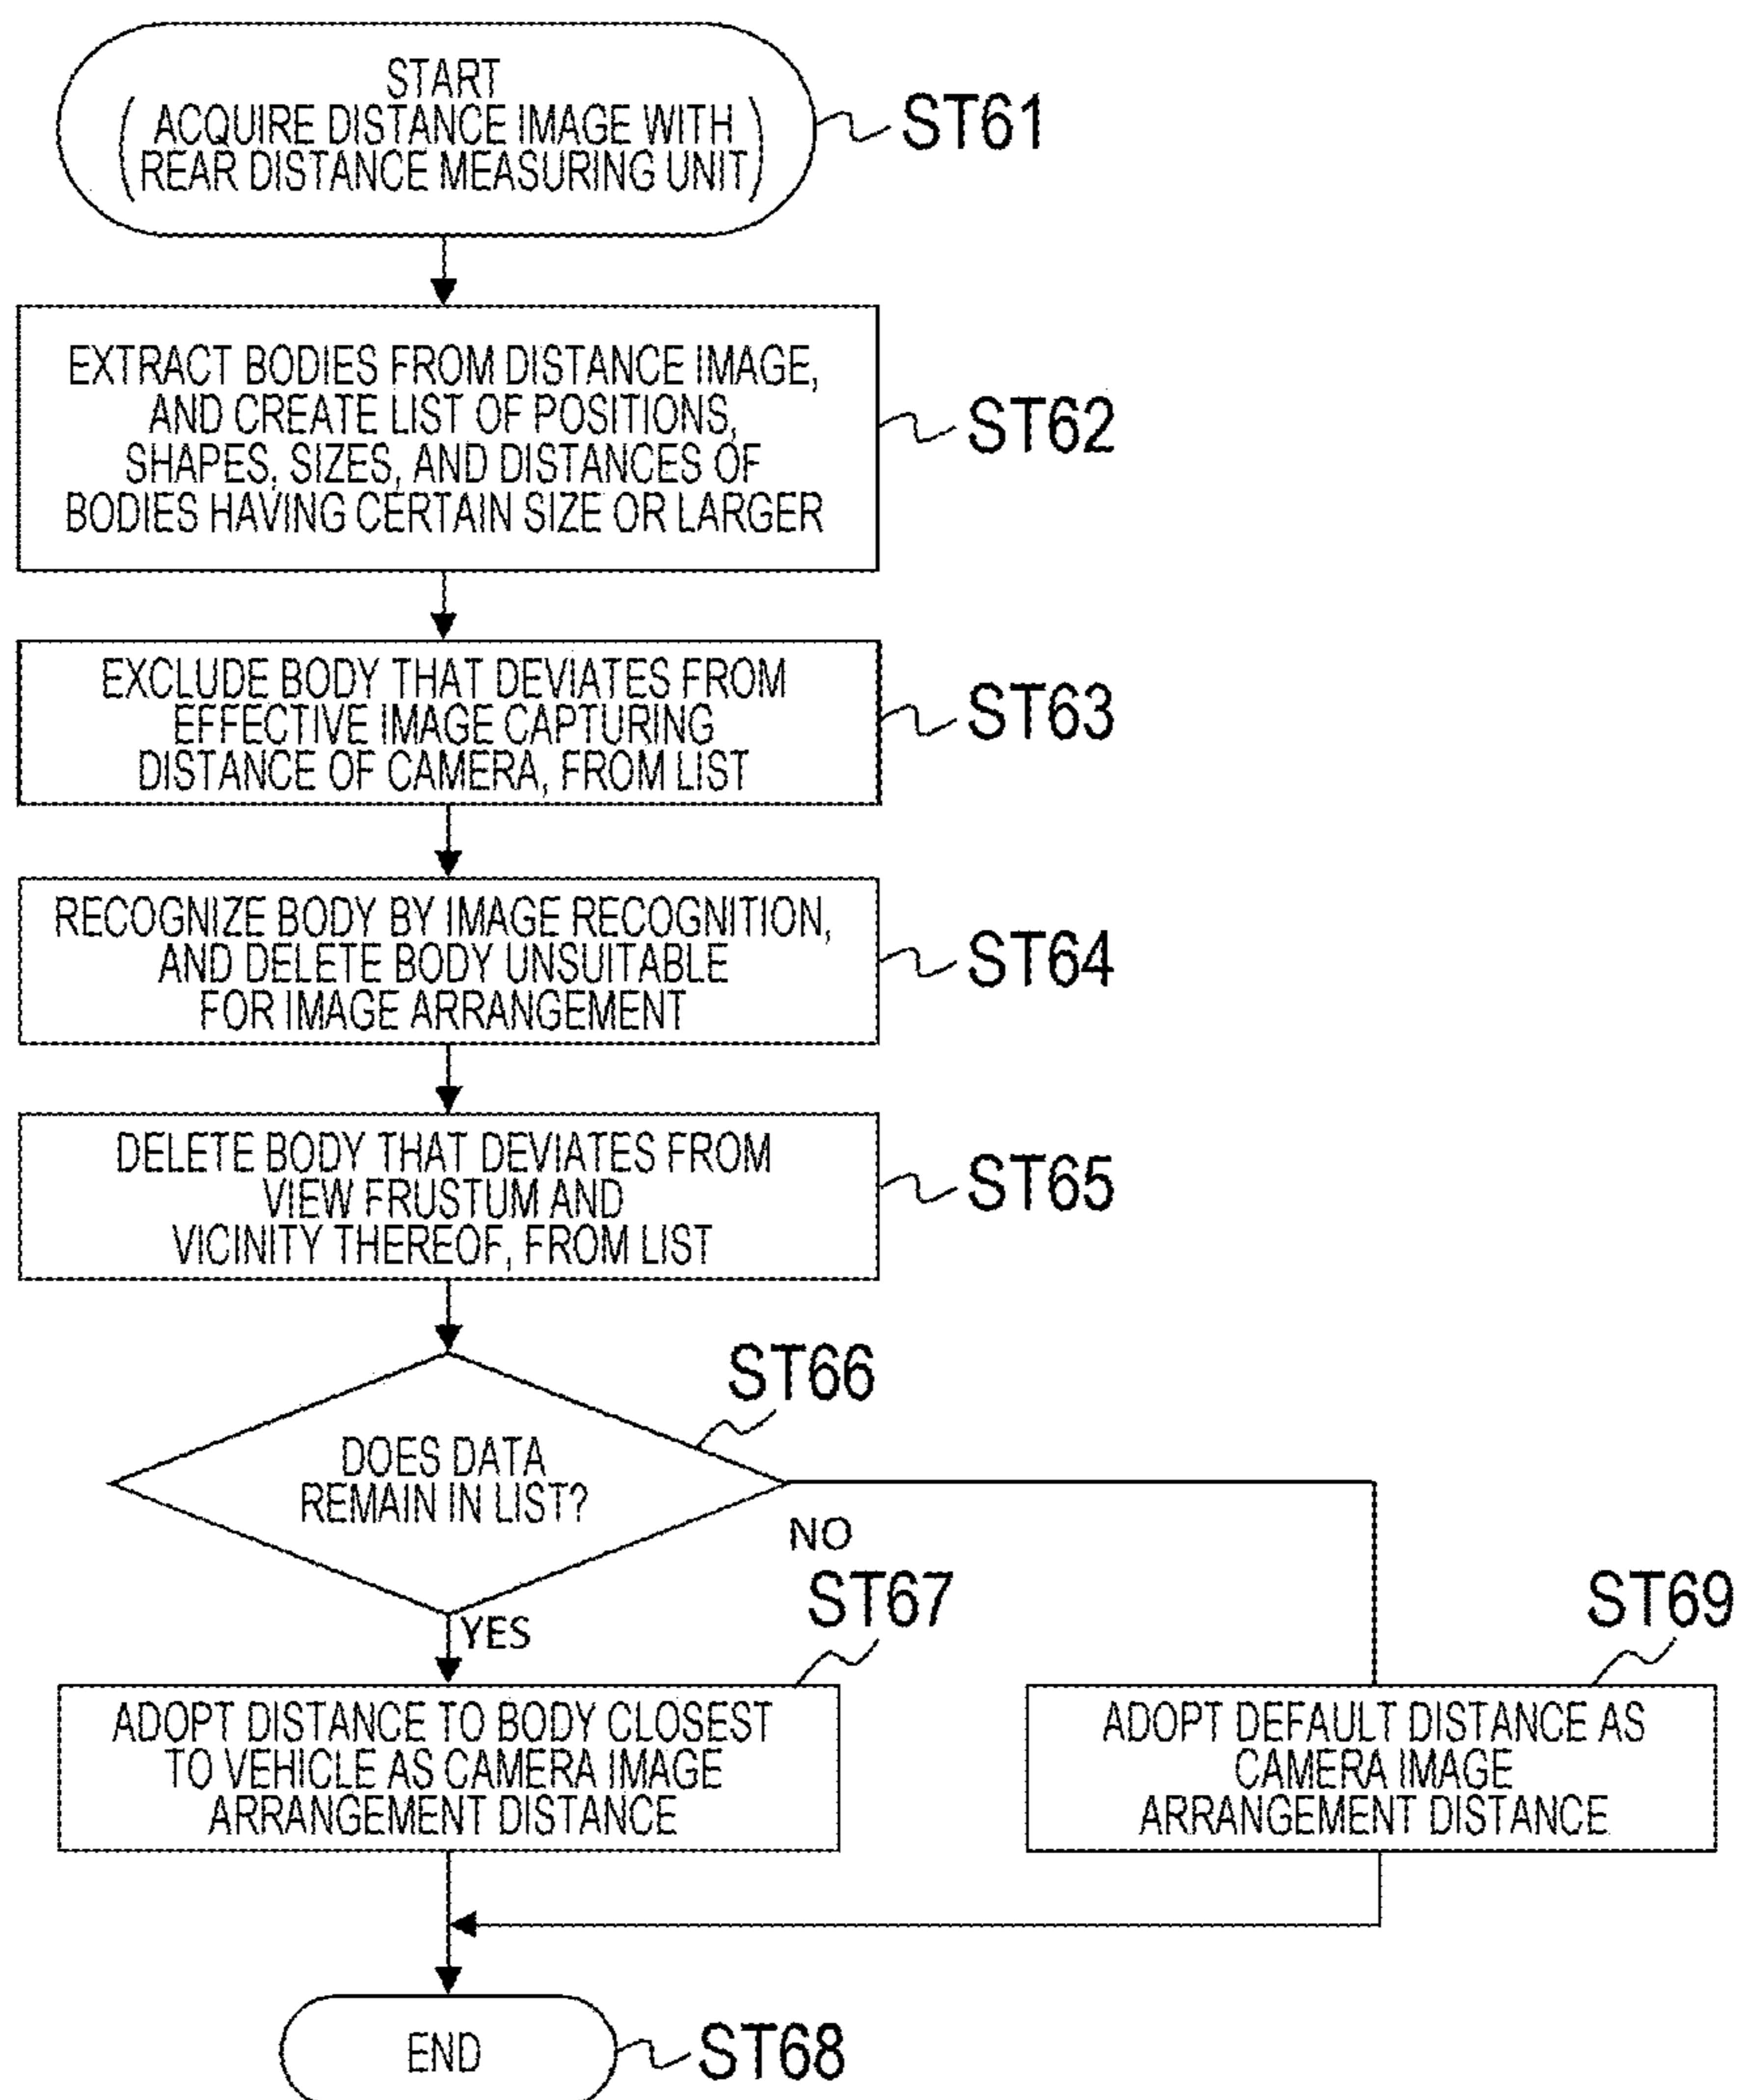 START
( ACQUIRE DISTANCE IMAGE WITH
REAR DISTANCE MEASURING UNIT )
ST61
EXTRACT BODIES FROM DISTANCE IMAGE,
AND CREATE LIST OF POSITIONS,
SHAPES, SIZES, AND DISTANCES OF
BODIES HAVING CERTAIN SIZE OR LARGER
ST62
EXCLUDE BODY THAT DEVIATES FROM
EFFECTIVE IMAGE CAPTURING
DISTANCE OF CAMERA, FROM LIST
ST63
RECOGNIZE BODY BY IMAGE RECOGNITION,
AND DELETE BODY UNSUITABLE
FOR IMAGE ARRANGEMENT
ST64
DELETE BODY THAT DEVIATES FROM
VIEW FRUSTUM AND
VICINITY THEREOF, FROM LIST
ST65
ST66
DOES DATA
REMAIN IN LIST?
NO
YES
ST67
ADOPT DISTANCE TO BODY CLOSEST
TO VEHICLE AS CAMERA IMAGE
ARRANGEMENT DISTANCE
ST69
ADOPT DEFAULT DISTANCE AS
CAMERA IMAGE
ARRANGEMENT DISTANCE
END
ST68